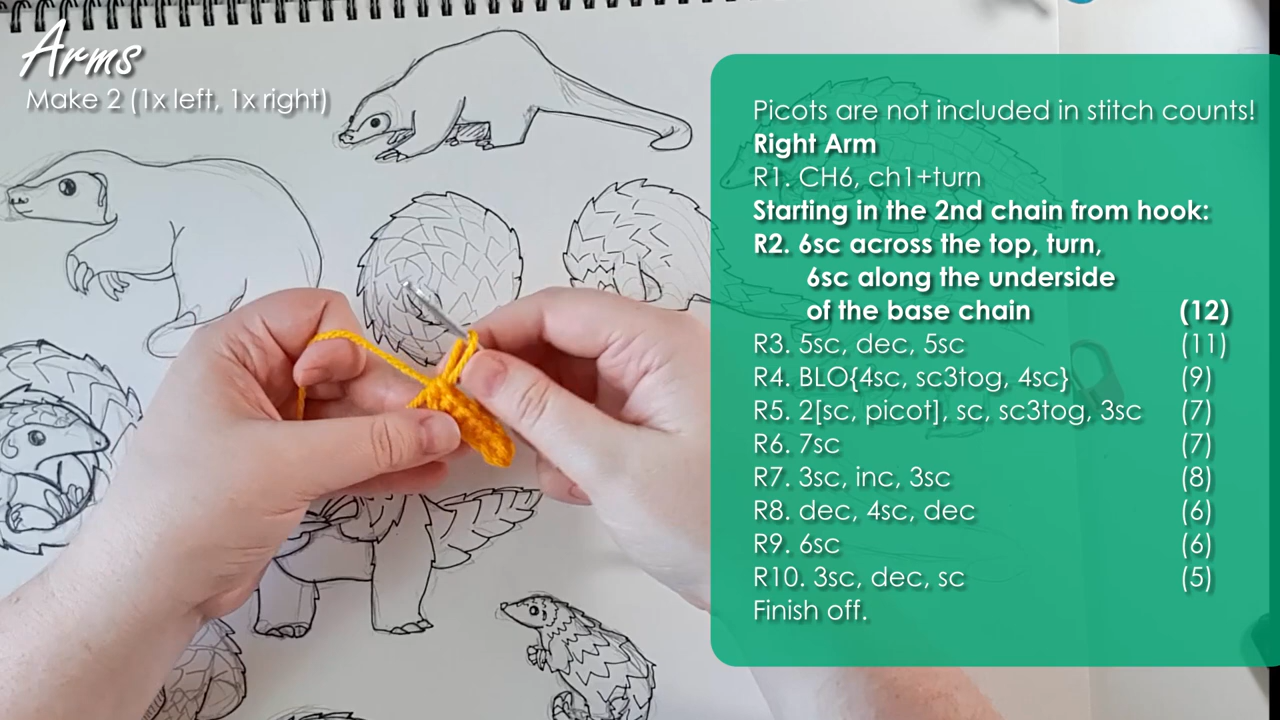 Arms
Make 2 (1x left, 1x right)
Picots are not included in stitch counts!
Right Arm
R1. CH6, ch1+turn
Starting in the 2nd chain from hook:
R2. 6sc across the top, turn,
6sc along the underside
of the base chain (12)
R3. 5sc, dec, 5sc (11)
R4. BLO{4sc, sc3tog, 4sc} (9)
R5. 2[sc, picot], sc, sc3tog, 3sc (7)
R6. 7sc (7)
R7. 3sc, inc, 3sc (8)
R8. dec, 4sc, dec (6)
R9. 6sc (6)
R10. 3sc, dec, sc (5)
Finish off.